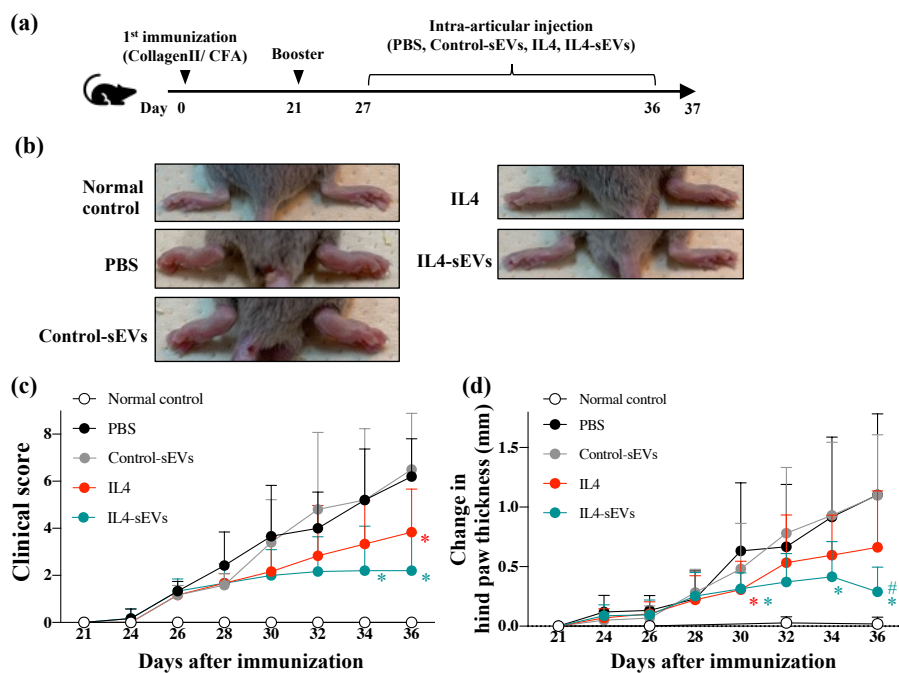 (a)
1st immunization
(CollagenII/ CFA)
Booster
Intra-articular injection
(PBS, Control-sEVs, IL4, IL4-sEVs)
Day 0 21 27 36 37
(b)
Normal
control
PBS
Control-sEVs
IL4
IL4-sEVs
(c)
Normal control
PBS
Control-sEVs
IL4
IL4-sEVs
Clinical score
8
6
4
2
0
*
* *
21 24 26 28 30 32 34 36
Days after immunization
(d)
Normal control
PBS
Control-sEVs
IL4
IL4-sEVs
Change in
hind paw thickness (mm)
1.5
1.0
0.5
0.0
* *
*
#
*
21 24 26 28 30 32 34 36
Days after immunization